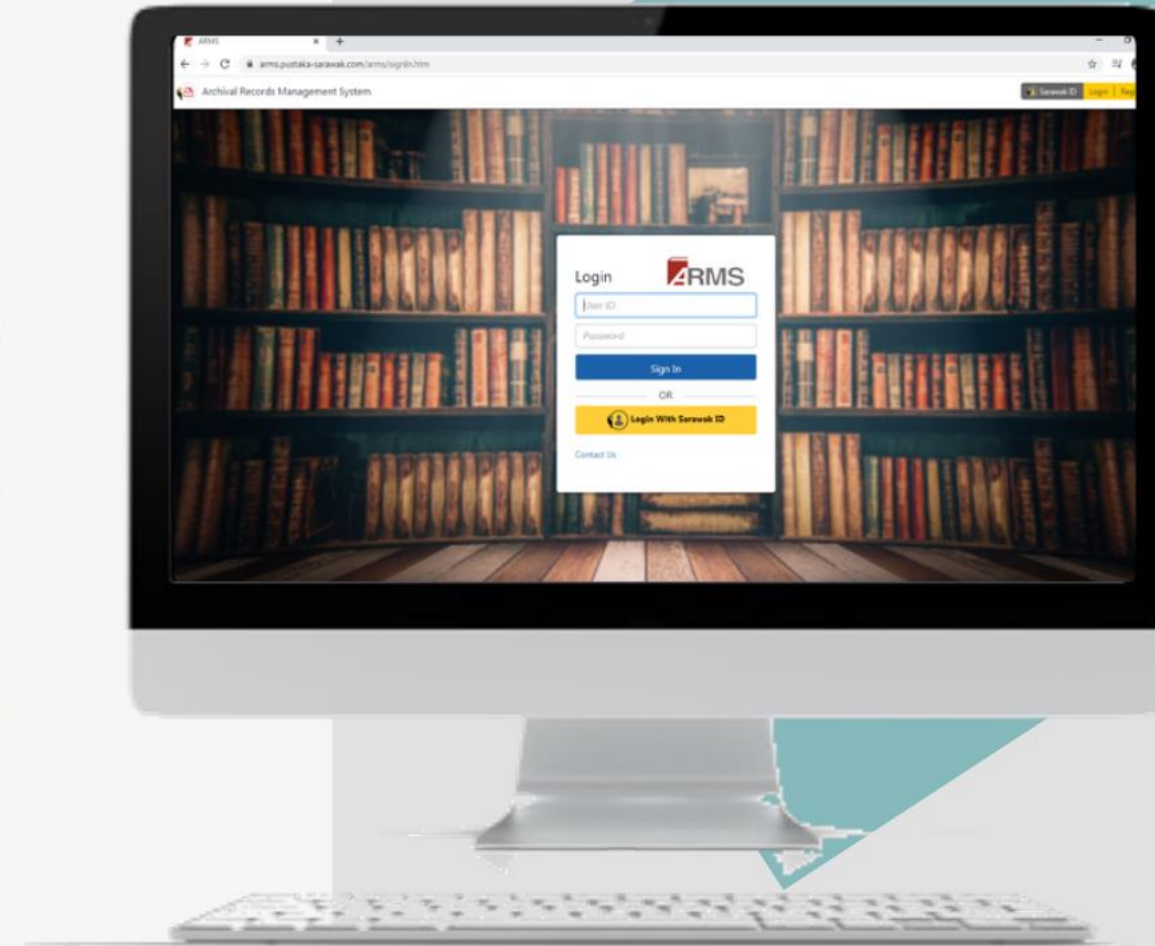 ARMS
arms.pustaka-sarawak.com/arms/signin.htm
Archival Records Management System
Sarawak ID
Login | Reg
Login
ARMS
User ID
Password
Sign In
OR
Login With Sarawak ID
Contact Us